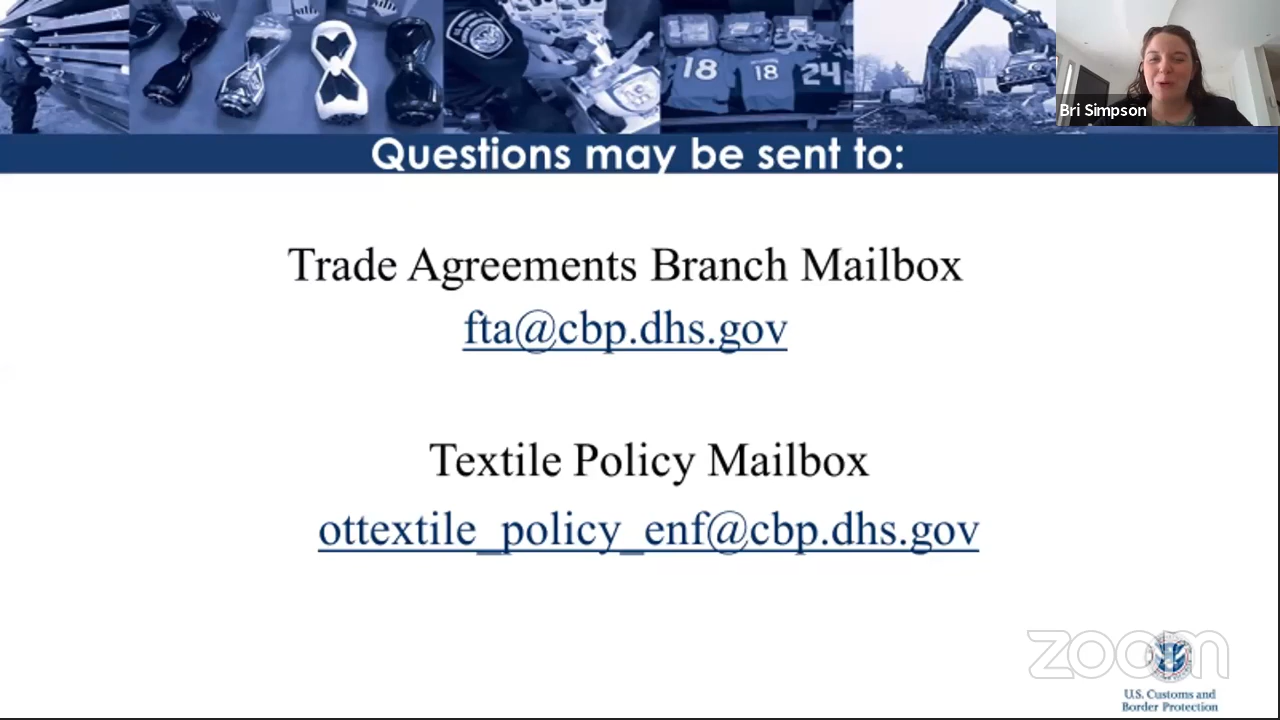 18
18
24
Bri Simpson
Questions may be sent to:
Trade Agreements Branch Mailbox
fta@cbp.dhs.gov
Textile Policy Mailbox
ottextile_policy_enf@cbp.dhs.gov
zoom
U.S. Customs and
Border Protection